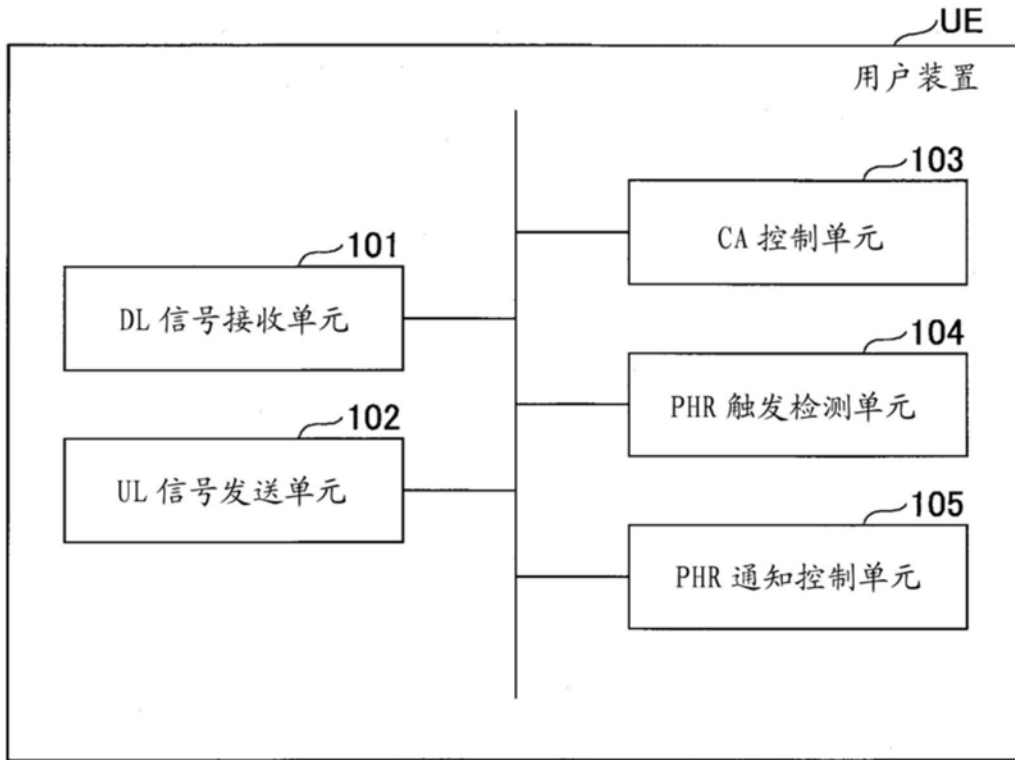 UE
用户装置
103
CA 控制单元
101
DL 信号接收单元
104
PHR 触发检测单元
102
UL 信号发送单元
105
PHR 通知控制单元